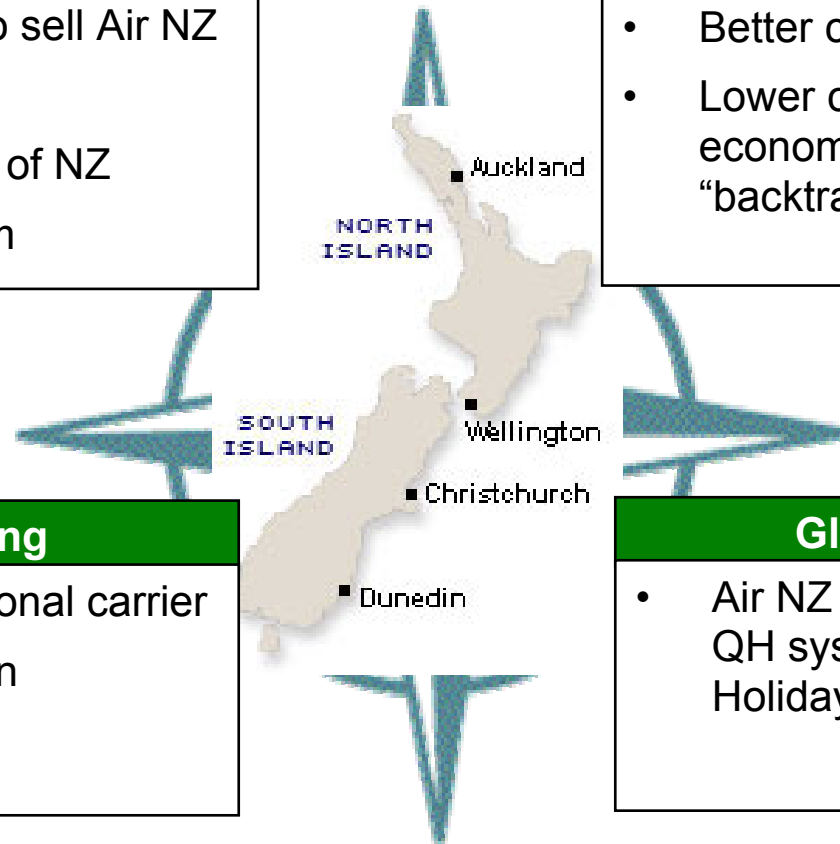 o sell Air NZ
of NZ
• Better
• Lower
econom
“backtra
Auckland
NORTH
ISLAND
SOUTH
ISLAND
Wellington
Christchurch
Dunedin
ng
onal carrier
n
Gl
• Air NZ
QH sys
Holiday